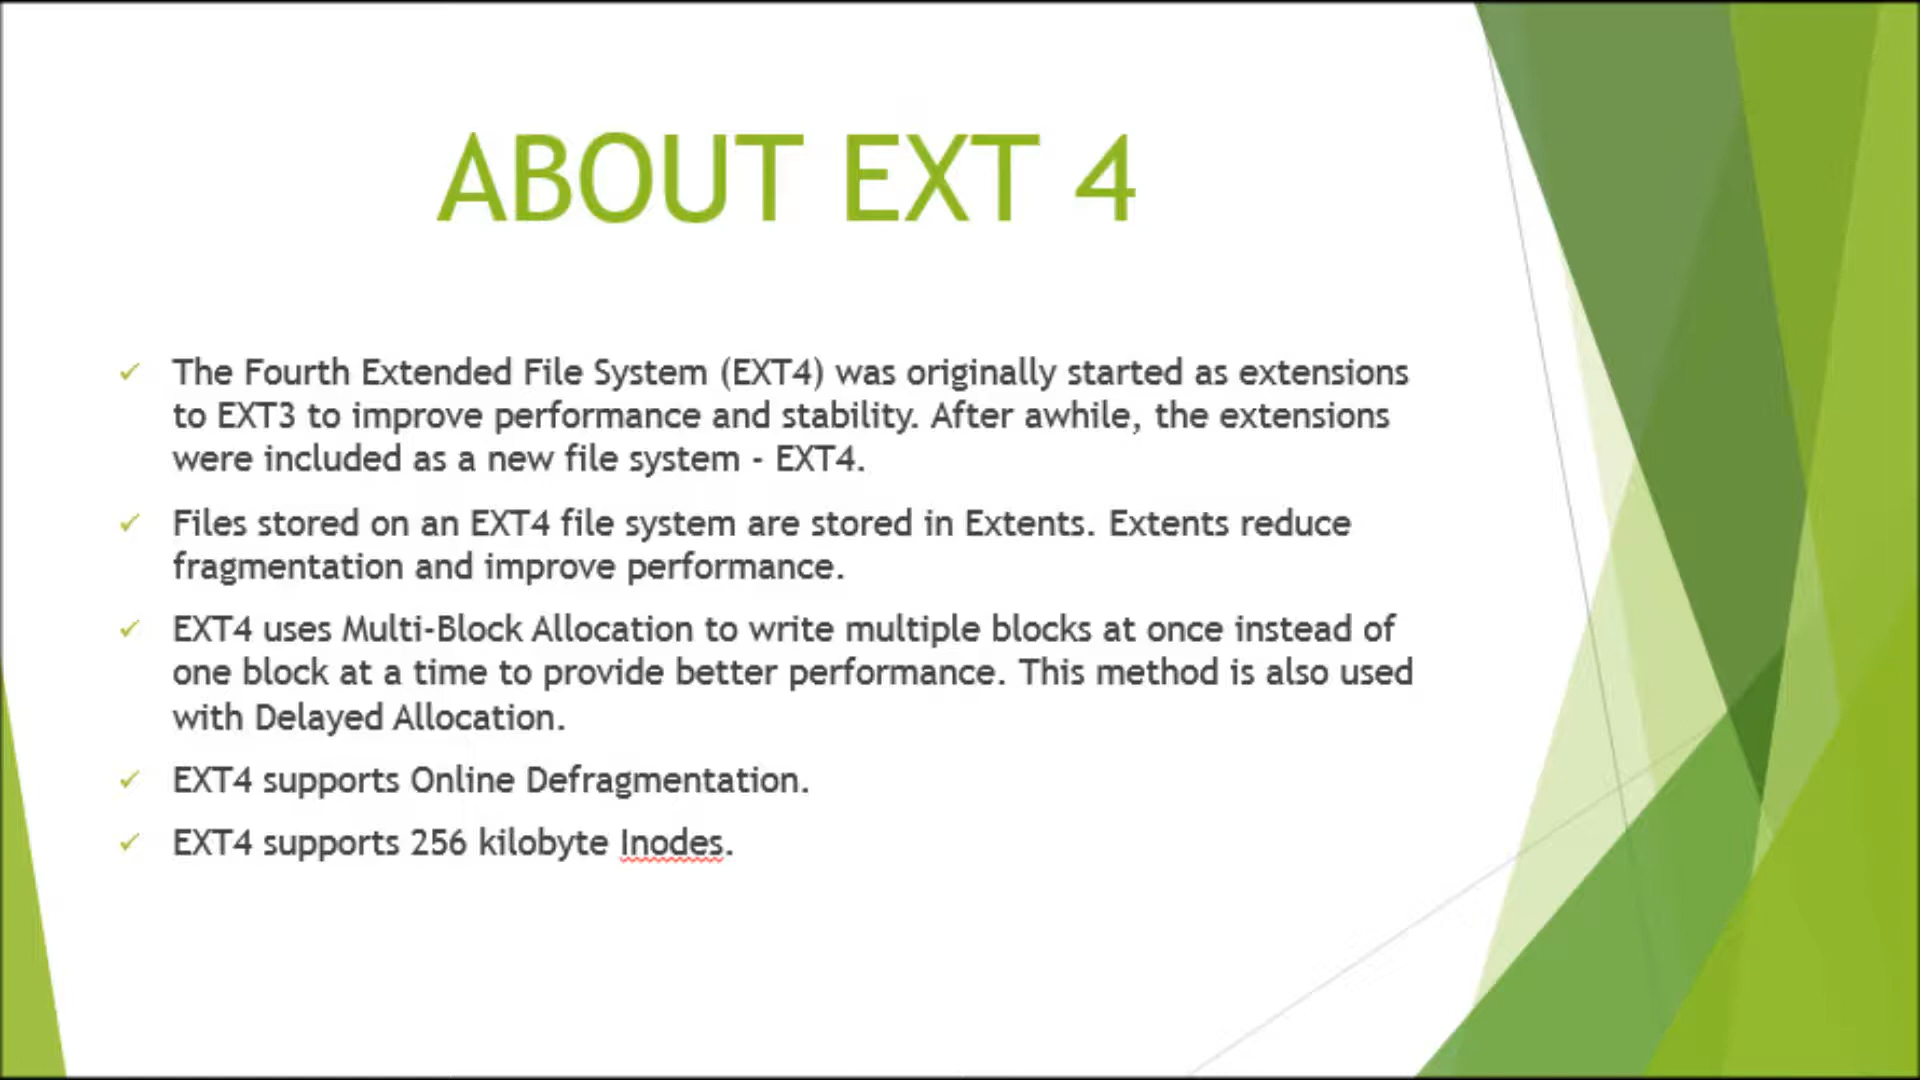 ABOUT EXT 4
The Fourth Extended File System (EXT4) was originally started as extensions
to EXT3 to improve performance and stability. After awhile, the extensions
were included as a new file system - EXT4.
Files stored on an EXT4 file system are stored in Extents. Extents reduce
fragmentation and improve performance.
EXT4 uses Multi-Block Allocation to write multiple blocks at once instead of
one block at a time to provide better performance. This method is also used
with Delayed Allocation.
EXT4 supports Online Defragmentation.
EXT4 supports 256 kilobyte Inodes.